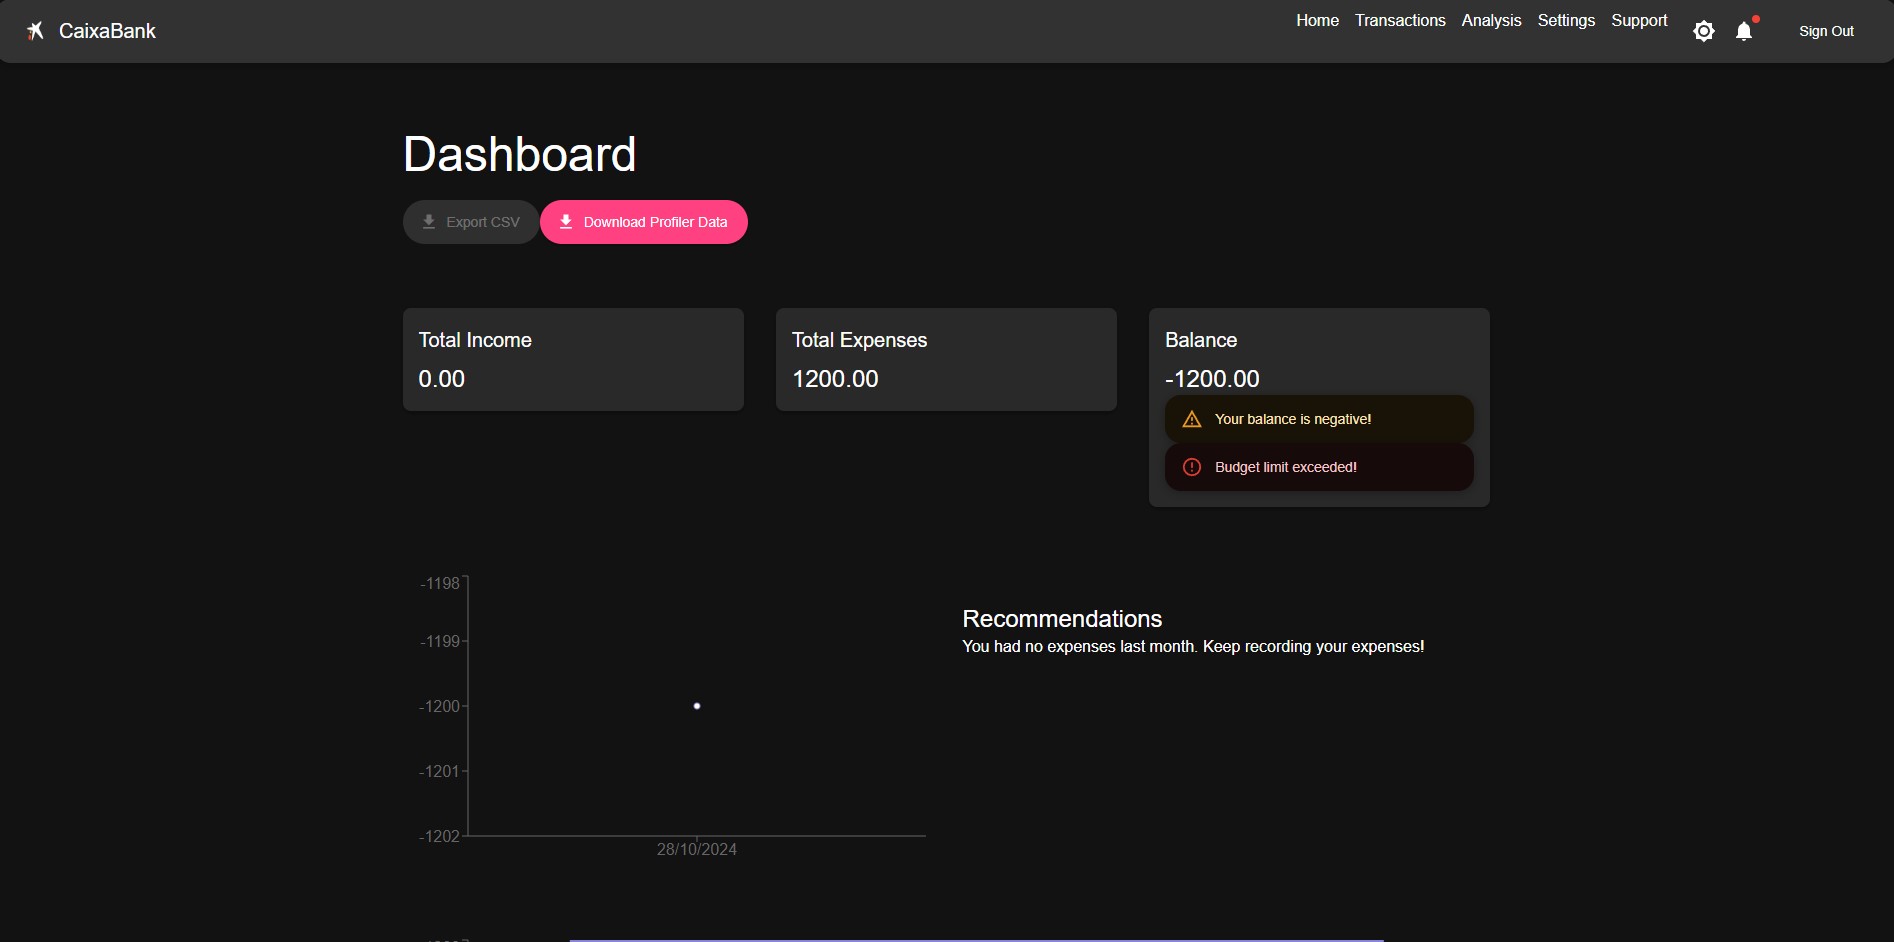 CaixaBank
Home Transactions Analysis Settings Support
Sign Out
Dashboard
Export CSV
Download Profiler Data
Total Income
0.00
Total Expenses
1200.00
Balance
-1200.00
Your balance is negative!
Budget limit exceeded!
-1198
-1199
-1200
-1201
-1202
28/10/2024
Recommendations
You had no expenses last month. Keep recording your expenses!